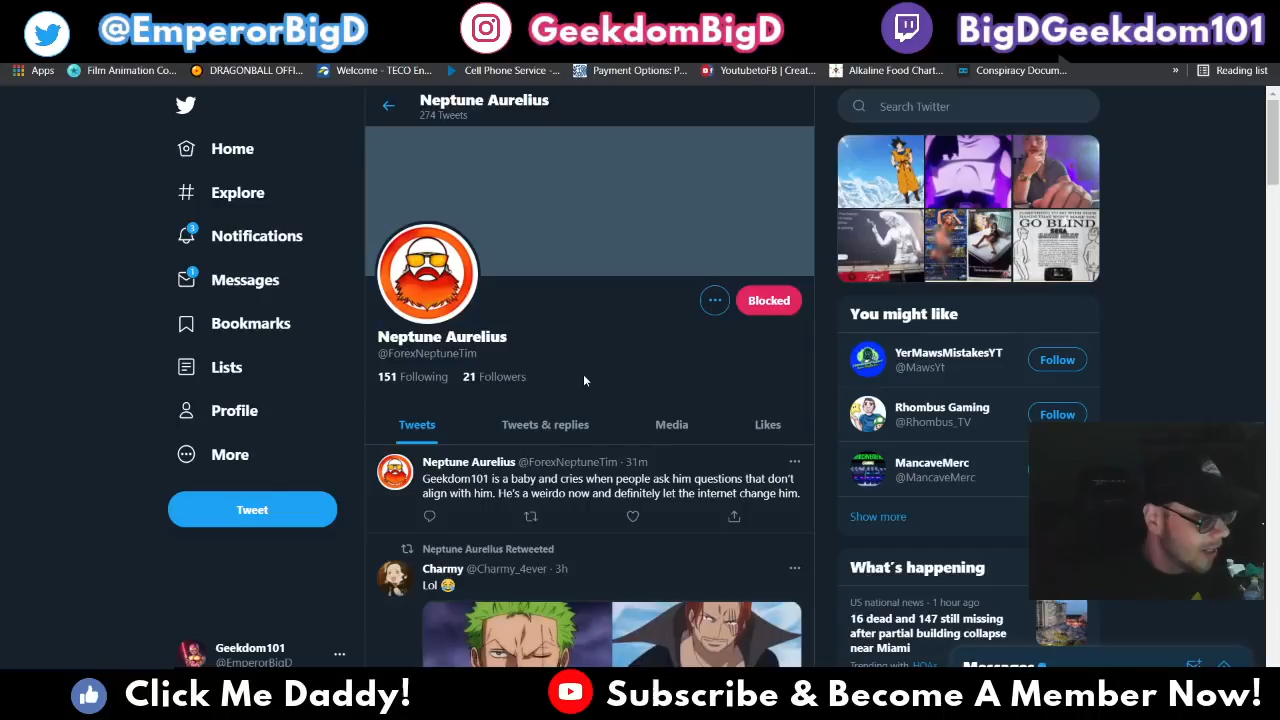 @EmperorBigD
GeekdomBigD
BigDGeekdom101
Apps
Film Animation Co...
DRAGONBALL OFFI...
Welcome - TECO En...
Cell Phone Service -...
Payment Options: P...
YoutubetoFB | Creat...
Alkaline Food Chart...
Conspiracy Docum...
»
Reading list
Neptune Aurelius
274 Tweets
Search Twitter
Home
Explore
3
Notifications
1
Messages
Bookmarks
Lists
Profile
More
Tweet
Geekdom101
@EmperorBigD
Blocked
Neptune Aurelius
@ForexNeptuneTim
151 Following 21 Followers
Tweets
Tweets & replies
Media
Likes
Neptune Aurelius @ForexNeptuneTim · 31m
Geekdom101 is a baby and cries when people ask him questions that don't
align with him. He's a weirdo now and definitely let the internet change him.
Neptune Aurelius Retweeted
Charmy @Charmy_4ever · 3h
Lol 😂
GO BLIND
You might like
YerMawsMistakesYT
@MawsYt
Follow
Rhombus Gaming
@Rhombus_TV
Follow
MancaveMerc
@MancaveMerc
Show more
What's happening
US national news · 1 hour ago
16 dead and 147 still missing
after partial building collapse
near Miami
Trending with HOAs
Messages
Click Me Daddy!
Subscribe & Become A Member Now!